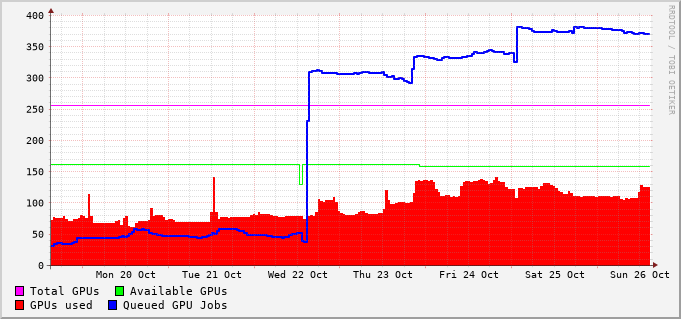 RRDTOOL / TOBI OETIKER
400
350
300
250
200
150
100
50
0
Mon 20 Oct Tue 21 Oct Wed 22 Oct Thu 23 Oct Fri 24 Oct Sat 25 Oct Sun 26 Oct
Total GPUs Available GPUs
GPUs used Queued GPU Jobs